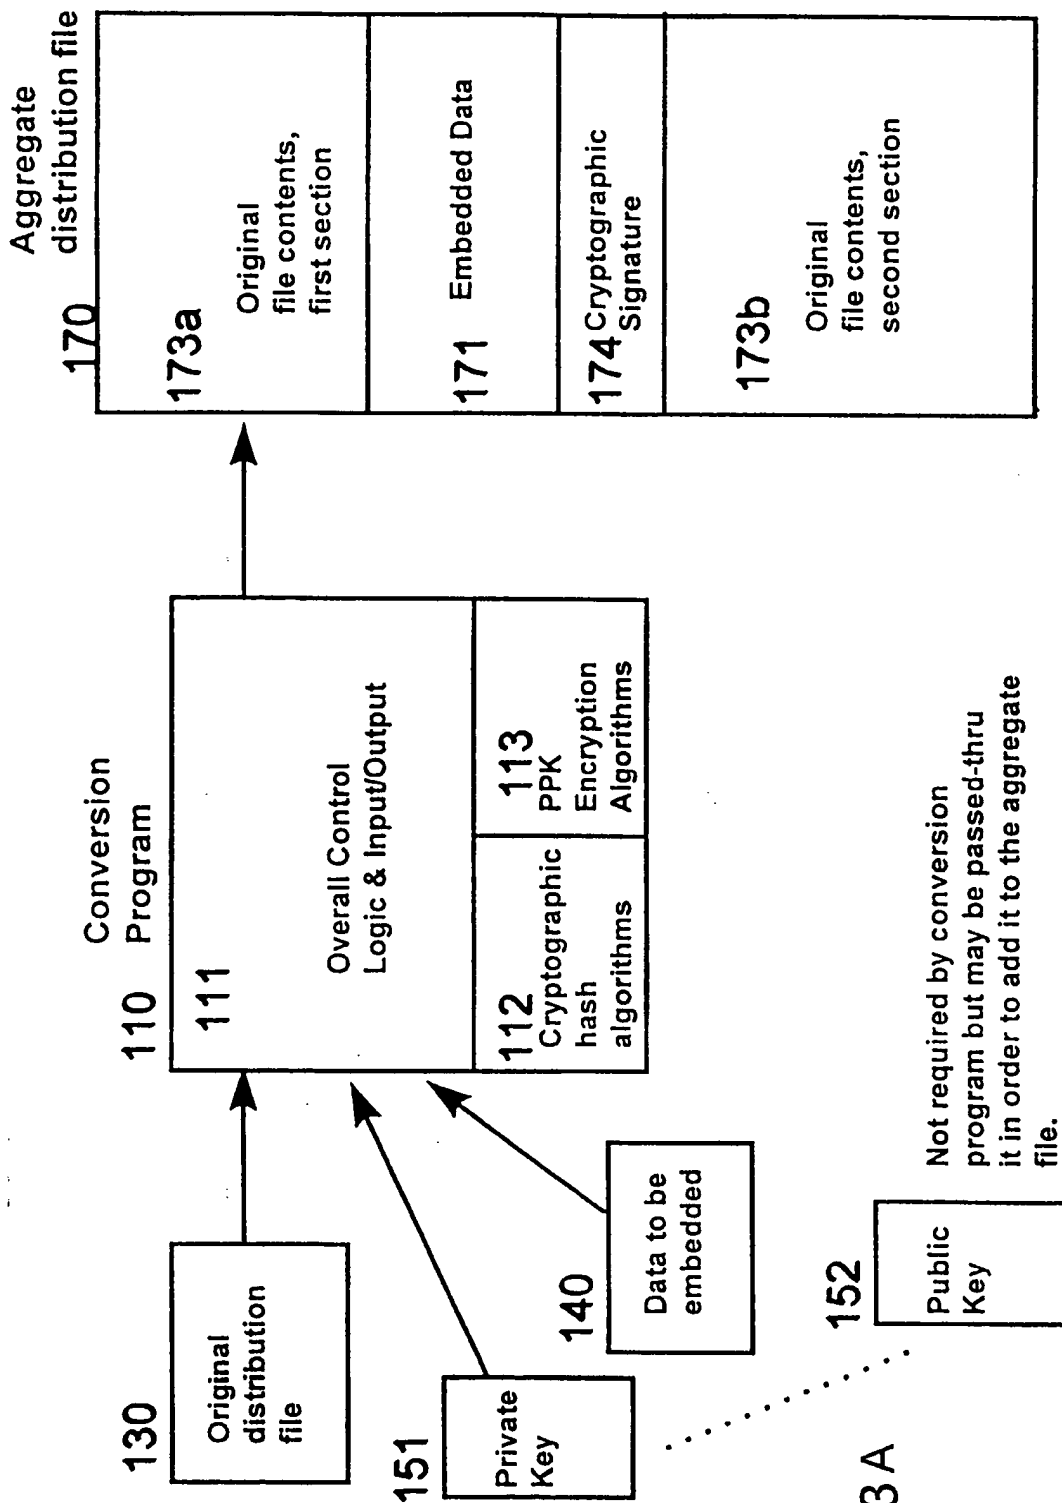 130
Original
distribution
file
151
Private
Key
140
Data to be
embedded
152
Public
Key
Not required by conversion
program but may be passed-thru
it in order to add it to the aggregate
file.
Conversion
110 Program
111
Overall Control
Logic & Input/Output
112
Cryptographic
hash
algorithms
113
PPK
Encryption
Algorithms
Aggregate
distribution file
170
173a
Original
file contents,
first section
171
Embedded Data
174 Cryptographic
Signature
173b
Original
file contents,
second section
3 A